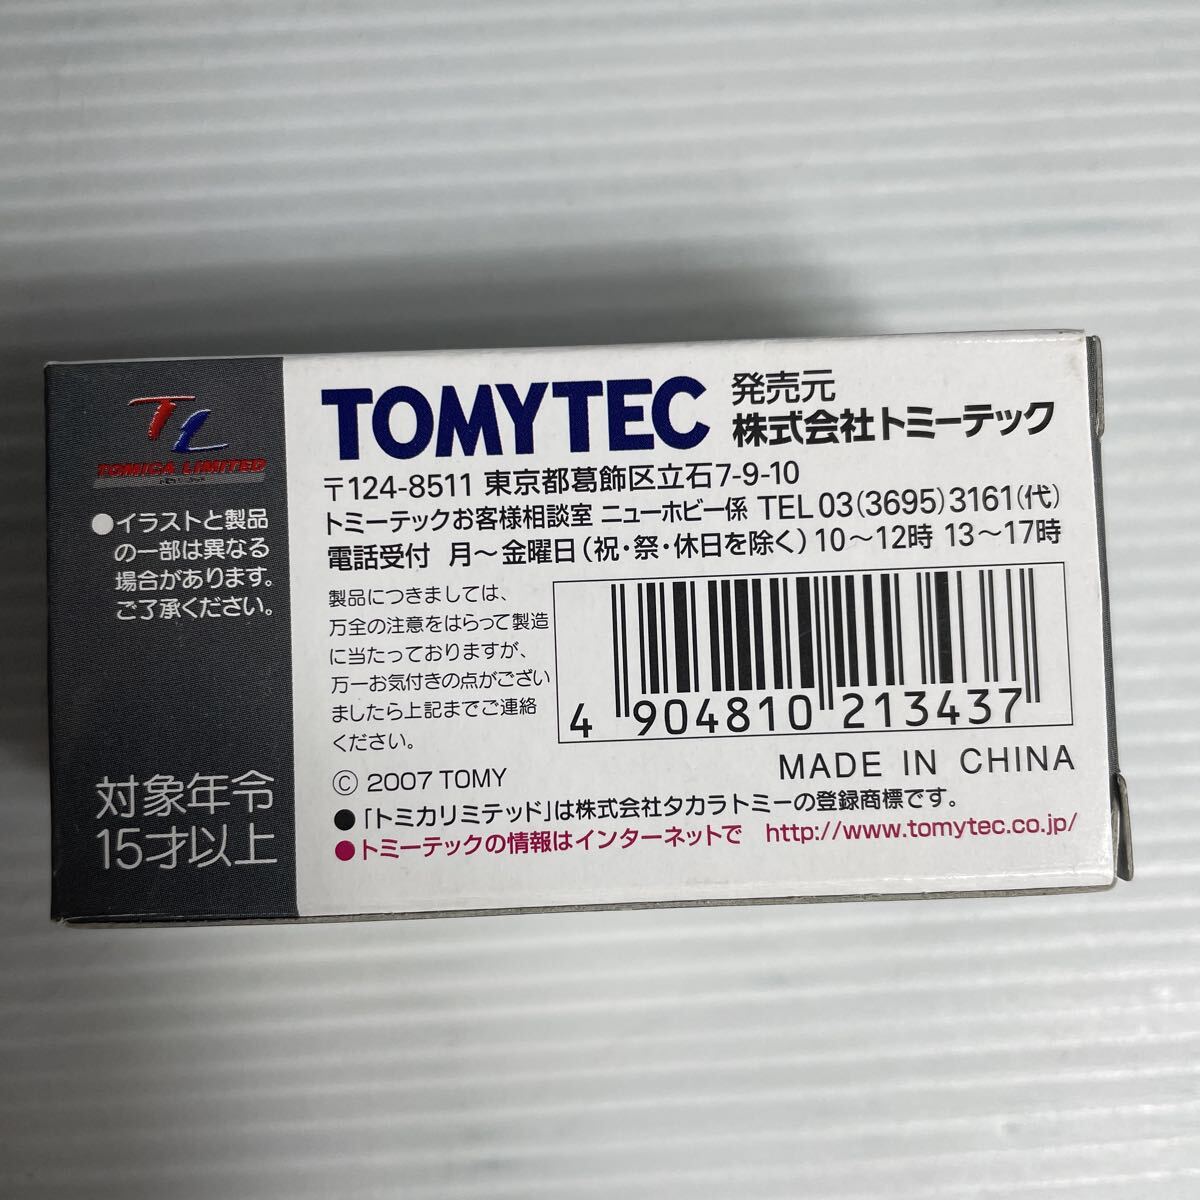 TL
TOMICA LIMITED
●イラストと製品
の一部は異なる
場合があります。
ご了承ください。
対象年令
15才以上
TOMYTEC
発売元
株式会社トミーテック
〒124-8511 東京都葛飾区立石7-9-10
トミーテックお客様相談室 ニューホビー係 TEL 03(3695)3161(代)
電話受付 月〜金曜日(祝・祭・休日を除く)10〜12時 13〜17時
製品につきましては、
万全の注意をはらって製造
に当たっておりますが、
万一お気付きの点がござい
ましたら上記までご連絡
ください。
4 904810 213437
© 2007 TOMY
MADE IN CHINA
●「トミカリミテッド」は株式会社タカラトミーの登録商標です。
●トミーテックの情報はインターネットで http://www.tomytec.co.jp/